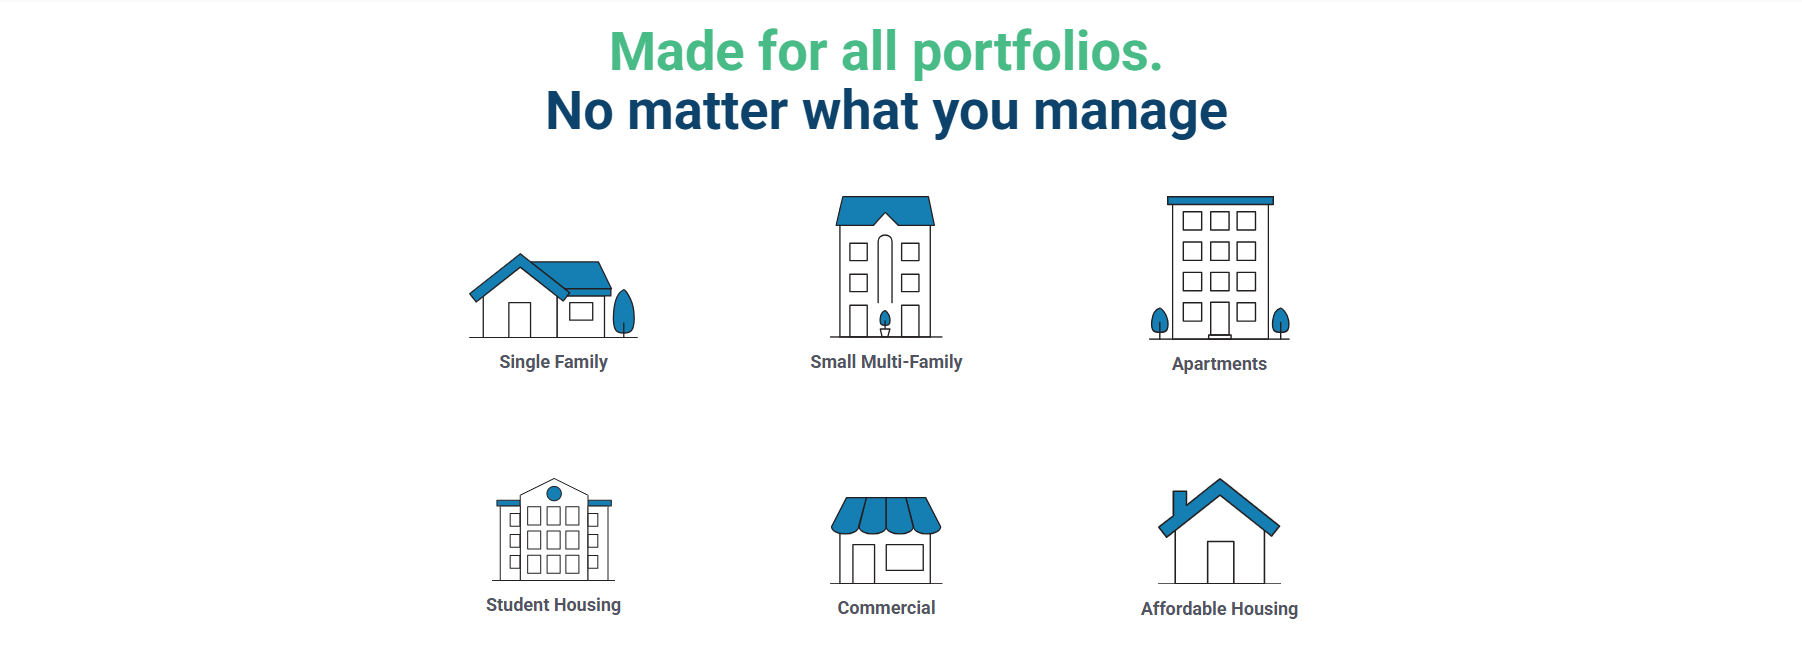 Made for all portfolios.
No matter what you manage
Single Family
Small Multi-Family
Apartments
Student Housing
Commercial
Affordable Housing